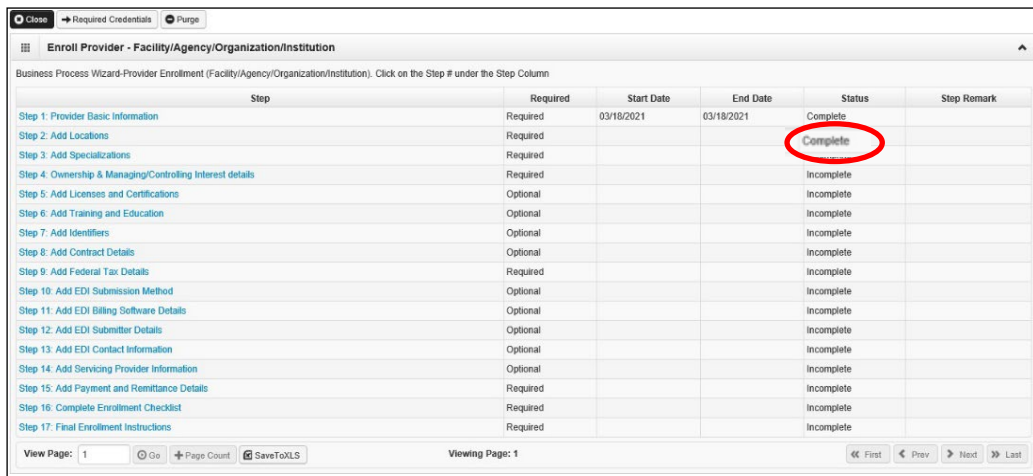 Close Required Credentials Purge
Enroll Provider - Facility/Agency/Organization/Institution
Business Process Wizard-Provider Enrollment (Facility/Agency/Organization/Institution). Click on the Step # under the Step Column
Step Required Start Date End Date Status Step Remark
Step 1: Provider Basic Information Required 03/18/2021 03/18/2021 Complete
Step 2: Add Locations Required Complete
Step 3: Add Specializations Required
Step 4: Ownership & Managing/Controlling Interest details Required Incomplete
Step 5: Add Licenses and Certifications Optional Incomplete
Step 6: Add Training and Education Optional Incomplete
Step 7: Add Identifiers Optional Incomplete
Step 8: Add Contract Details Optional Incomplete
Step 9: Add Federal Tax Details Required Incomplete
Step 10: Add EDI Submission Method Optional Incomplete
Step 11: Add EDI Billing Software Details Optional Incomplete
Step 12: Add EDI Submitter Details Optional Incomplete
Step 13: Add EDI Contact Information Optional Incomplete
Step 14: Add Servicing Provider Information Optional Incomplete
Step 15: Add Payment and Remittance Details Required Incomplete
Step 16: Complete Enrollment Checklist Required Incomplete
Step 17: Final Enrollment Instructions Required Incomplete
View Page: 1 Go Page Count SaveToXLS Viewing Page: 1 First Prev Next Last